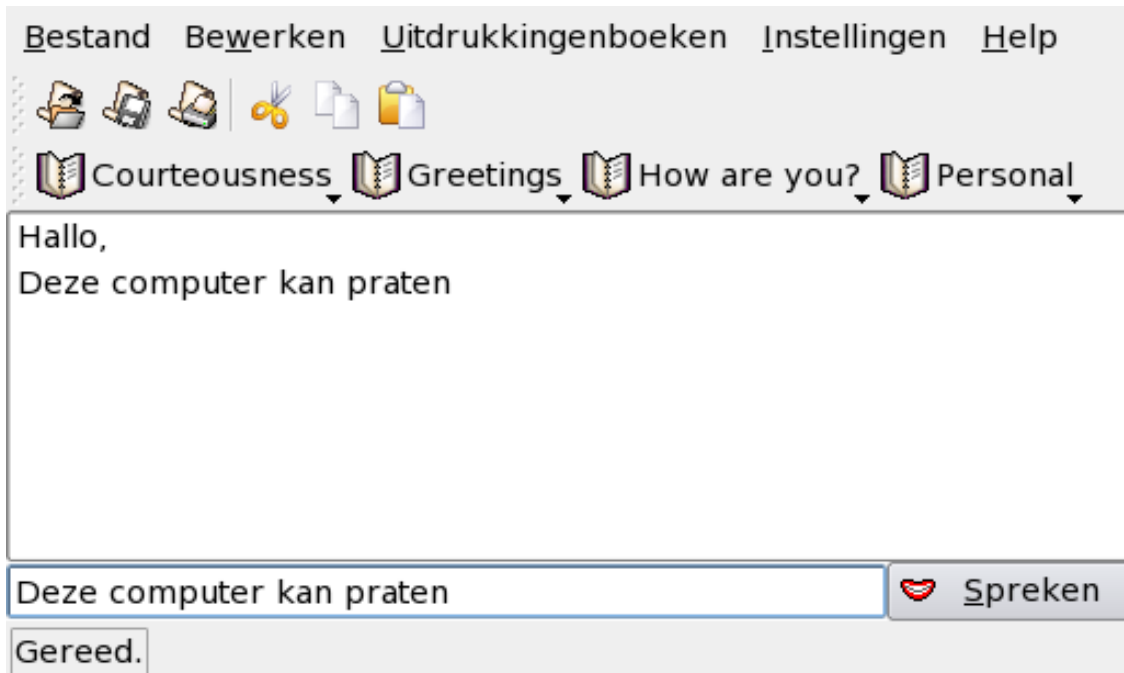 Bestand Bewerken Uitdrukkingenboeken Instellingen Help
Courteousness Greetings How are you? Personal
Hallo,
Deze computer kan praten
Deze computer kan praten Spreken
Gereed.